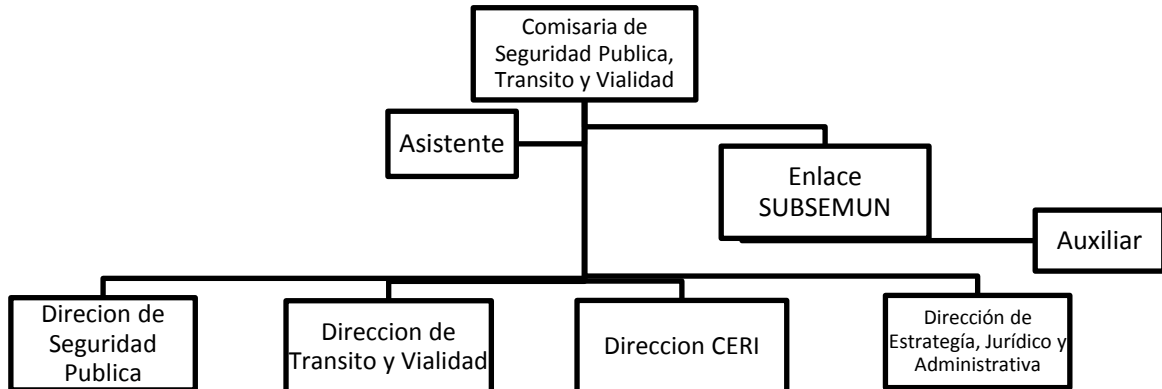 Comisaria de
Seguridad Publica,
Transito y Vialidad
Asistente
Enlace
SUBSEMUN
Auxiliar
Direcion de
Seguridad
Publica
Direccion de
Transito y Vialidad
Direccion CERI
Dirección de
Estrategía, Jurídico y
Administrativa